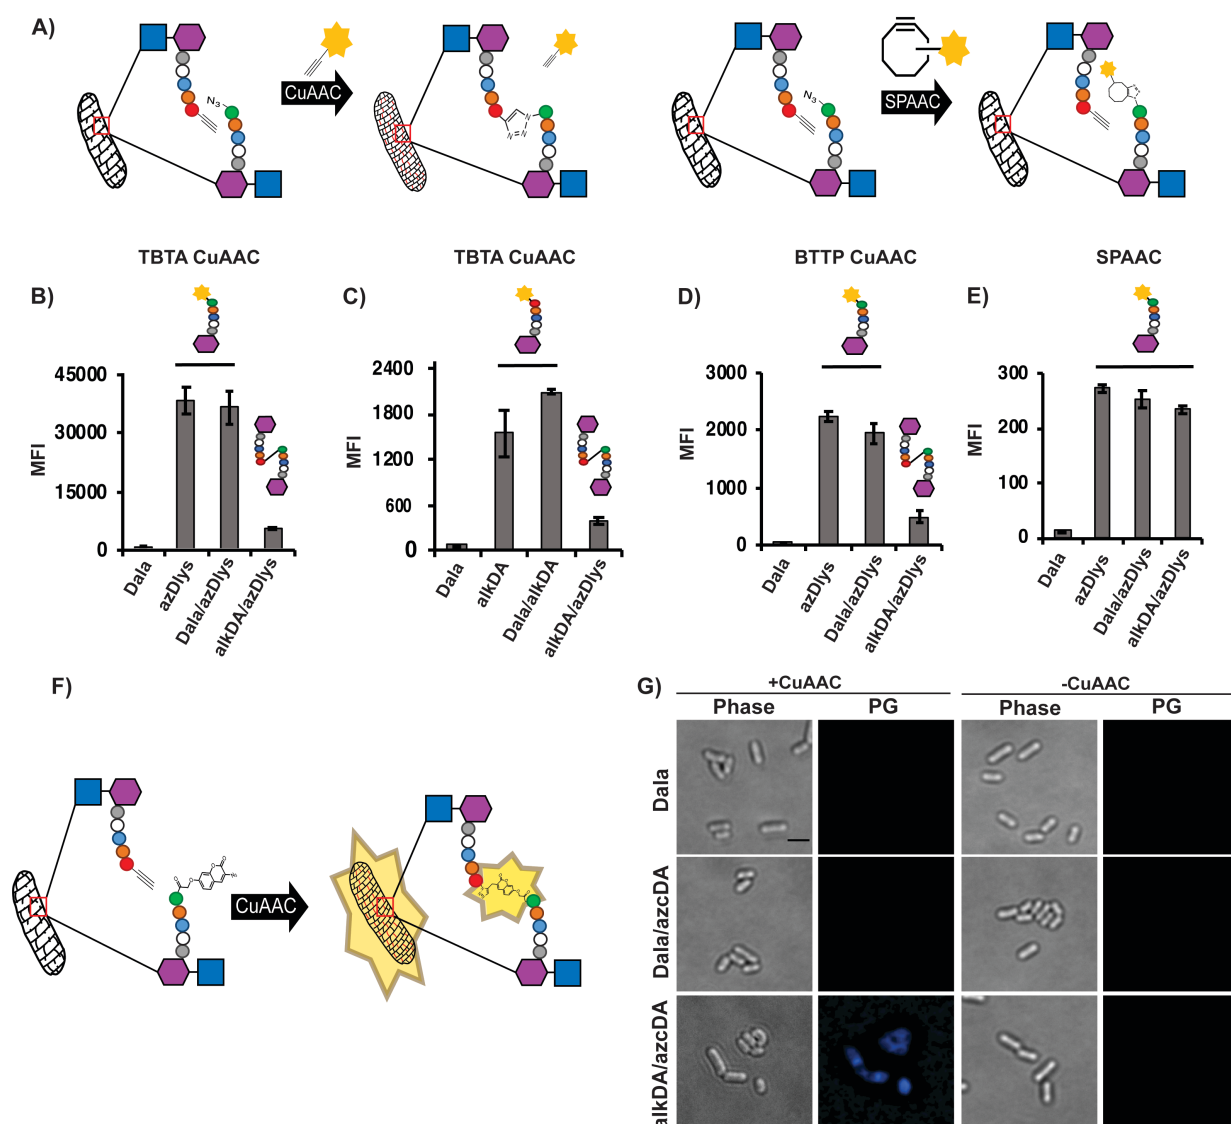 A)
N3
CuAAC
N
N=N
N3
SPAAC
TBTA CuAAC
TBTA CuAAC
BTTP CuAAC
SPAAC
B)
C)
D)
E)
MFI
45000
30000
15000
0
Dala
azDlys
Dala/azDlys
alkDA/azDlys
MFI
2400
1800
1200
600
0
Dala
alkDA
Dala/alkDA
alkDA/azDlys
MFI
3000
2000
1000
0
Dala
azDlys
Dala/azDlys
alkDA/azDlys
MFI
300
200
100
0
Dala
azDlys
Dala/azDlys
alkDA/azDlys
F)
CuAAC
G)
+CuAAC
-CuAAC
Phase
PG
Phase
PG
Dala
Dala/azcDA
alkDA/azcDA